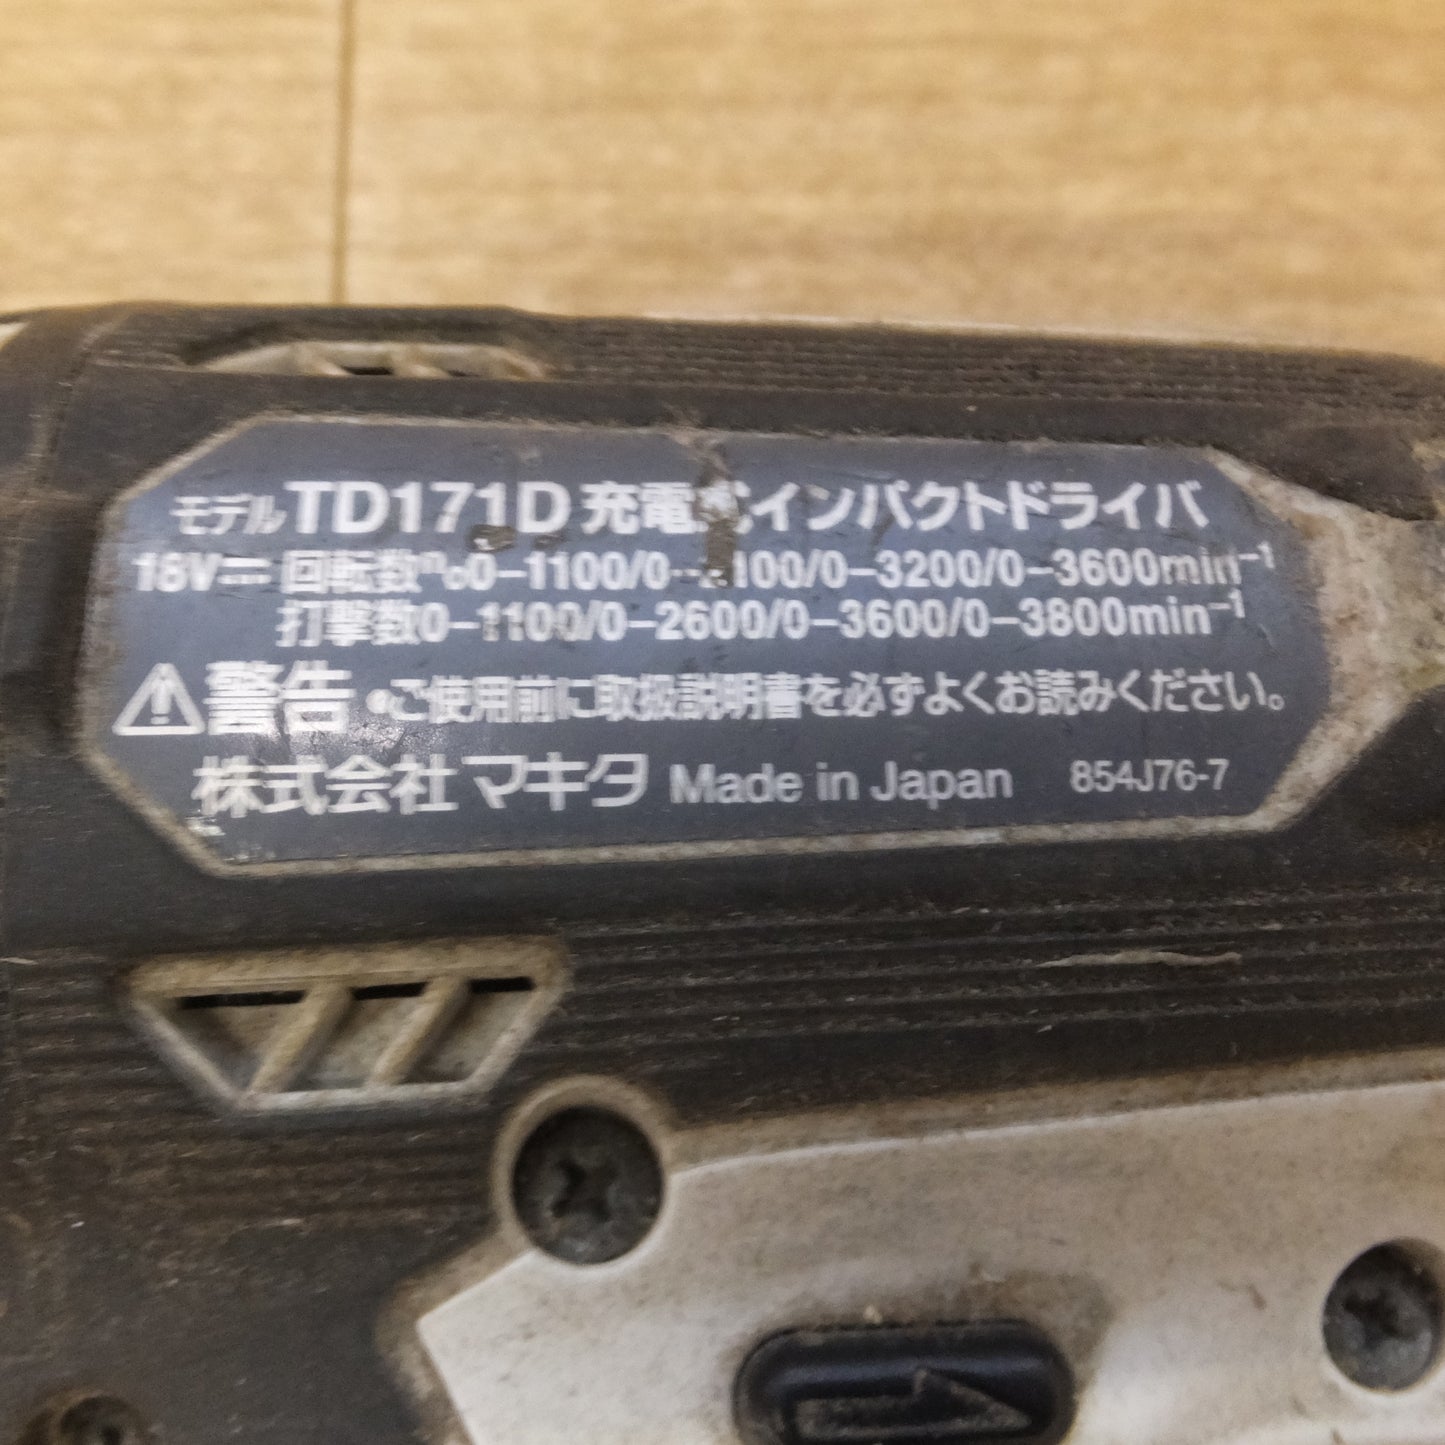 モデルTD171D 充電式インパクトドライバ
18V⎓ 回転数n₀0−1100/0− 100/0−3200/0−3600min⁻¹
打撃数0−1100/0−2600/0−3600/0−3800min⁻¹
⚠警告 •ご使用前に取扱説明書を必ずよくお読みください。
株式会社マキタ Made in Japan 854J76-7